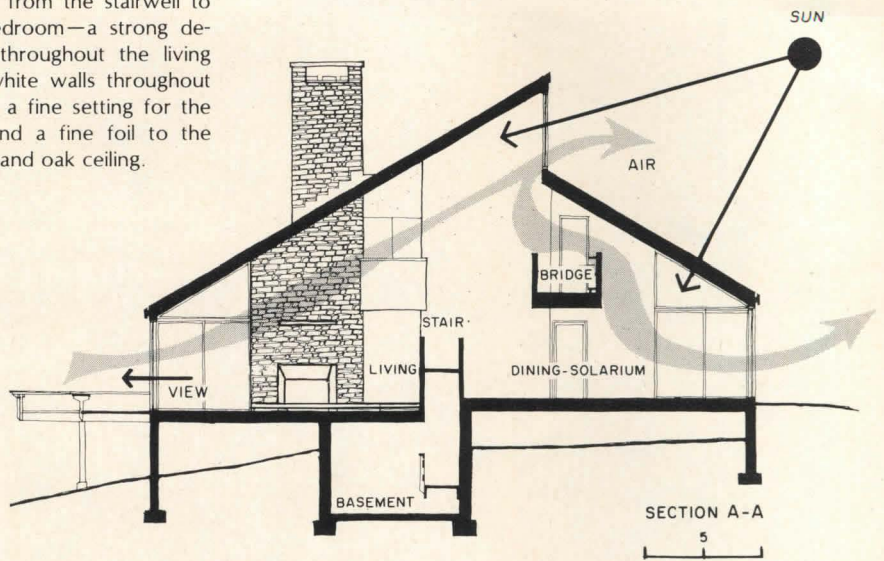 from the stairwell to
edroom—a strong de-
throughout the living
white walls throughout
a fine setting for the
nd a fine foil to the
and oak ceiling.
SUN
AIR
BRIDGE
STAIR
LIVING
DINING-SOLARIUM
VIEW
BASEMENT
SECTION A-A
5